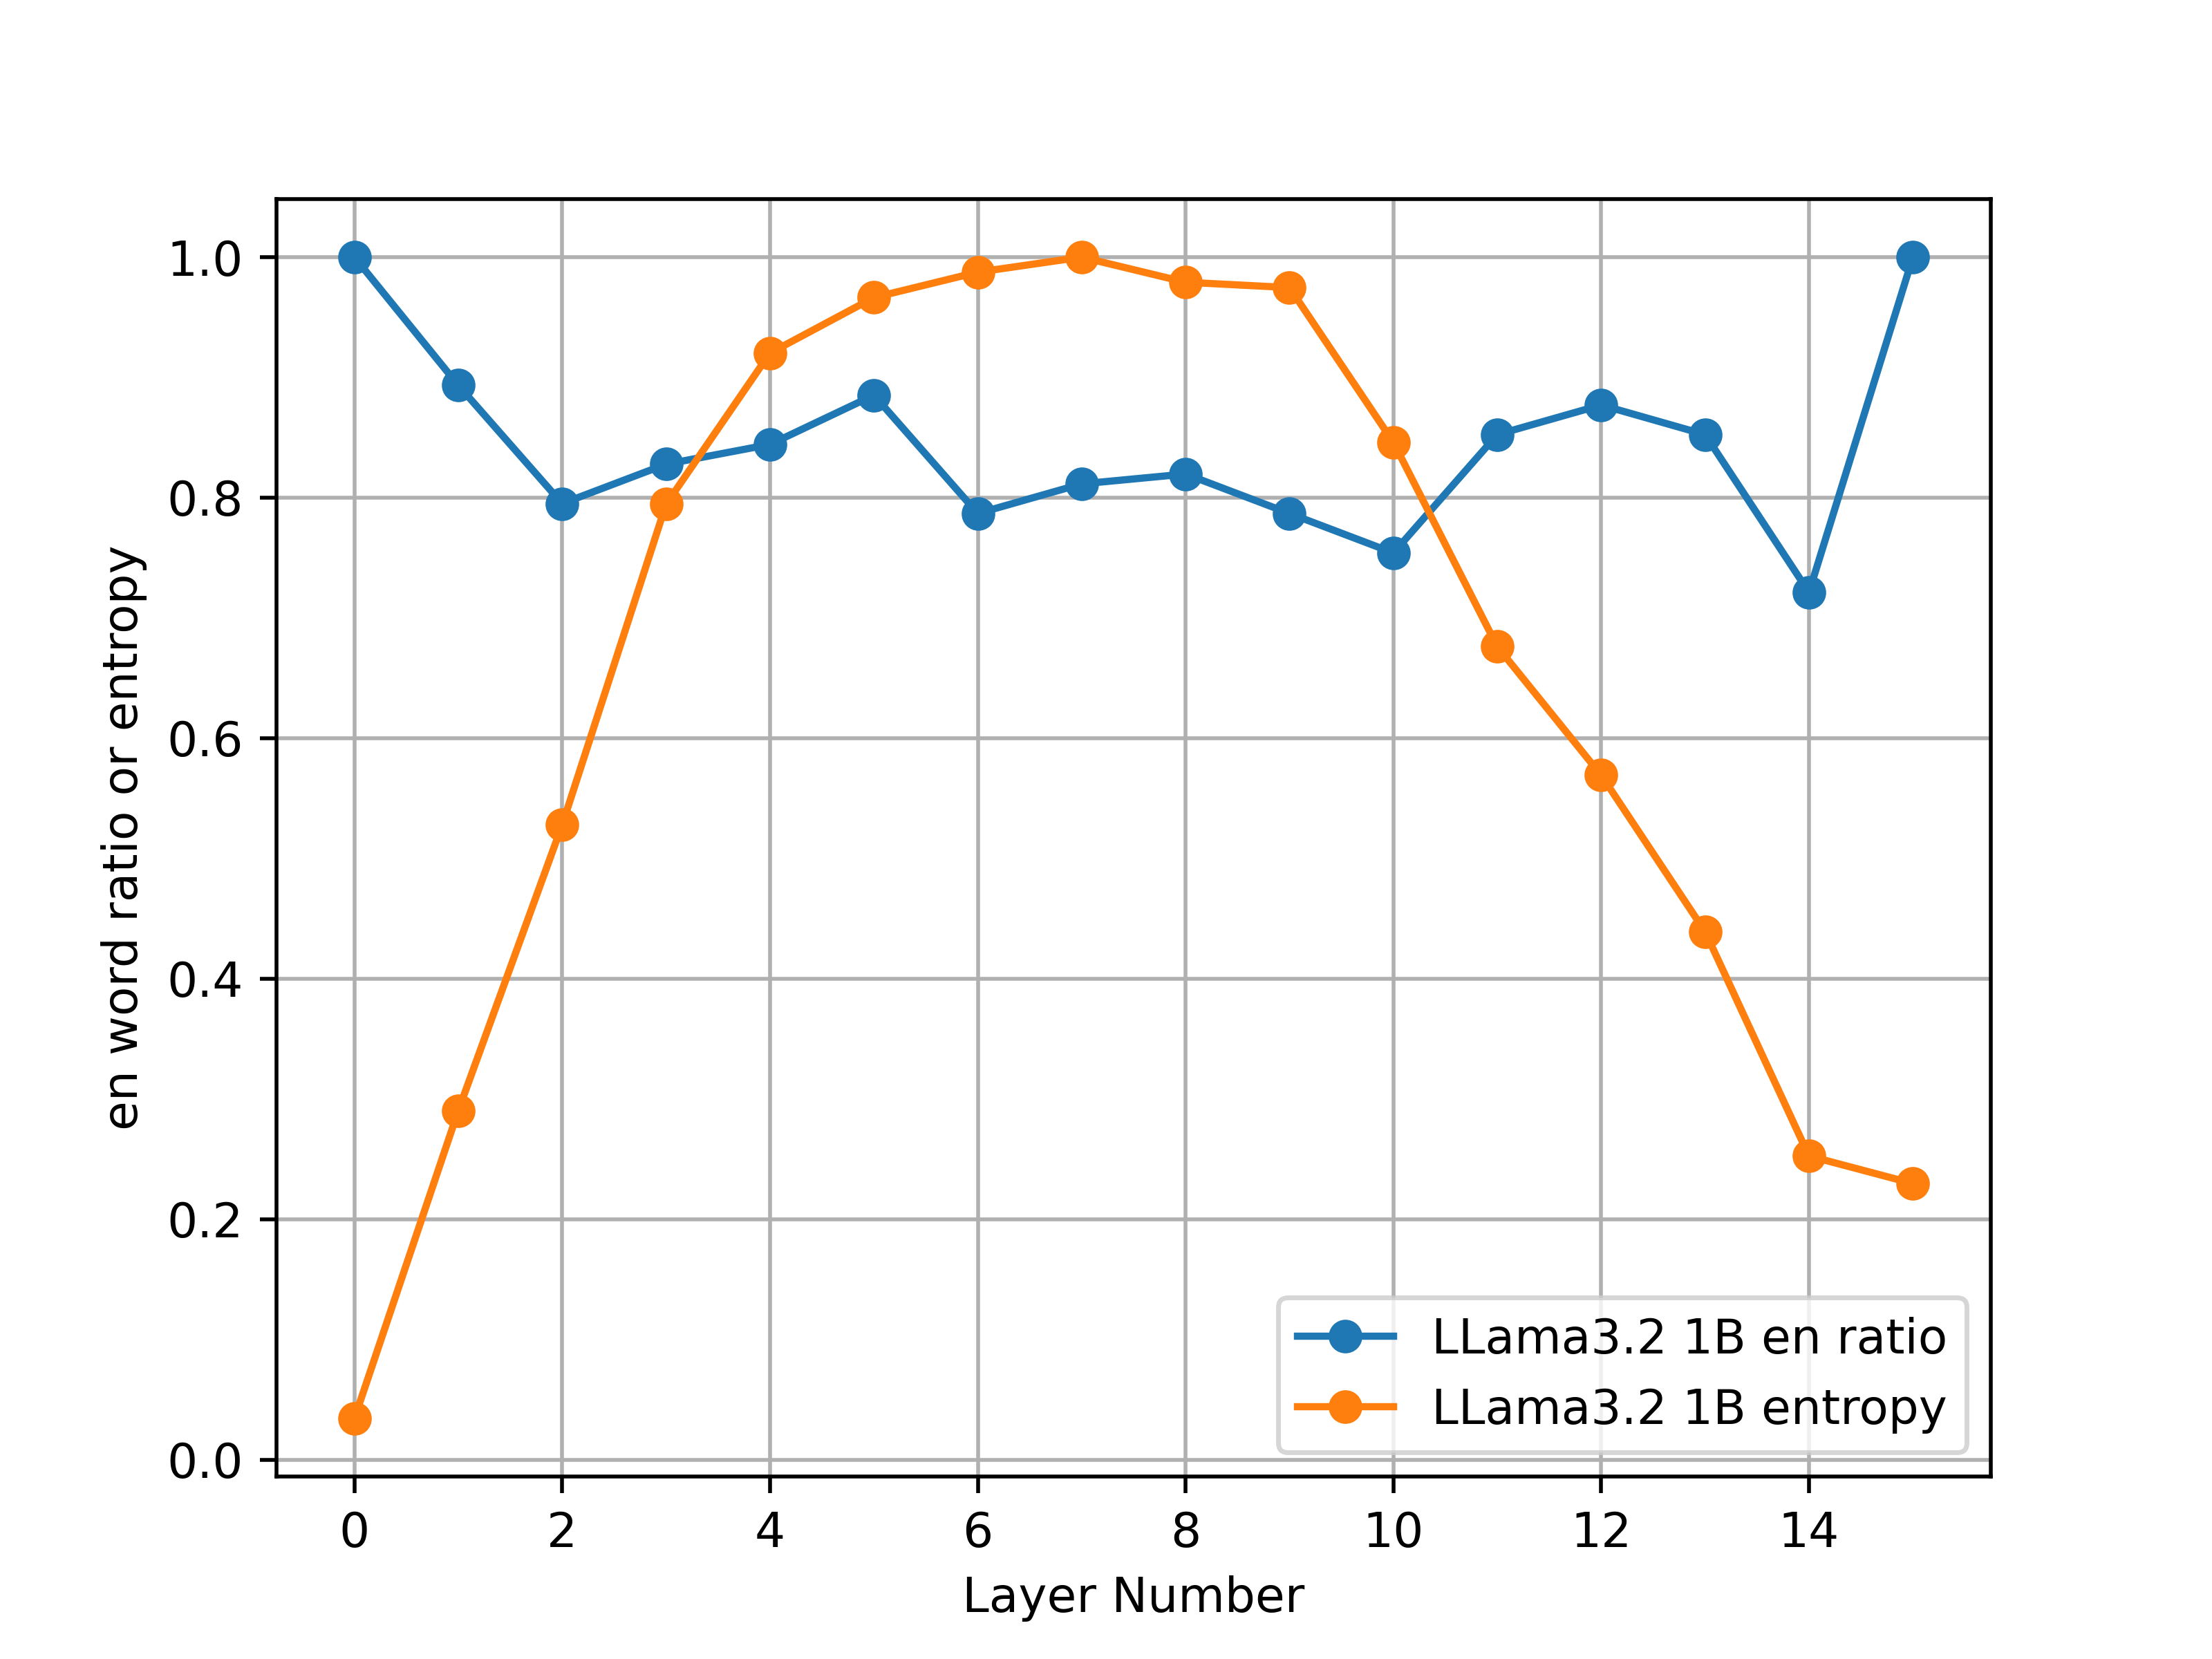 1.0
0.8
0.6
0.4
0.2
0.0
en word ratio or entropy
0 2 4 6 8 10 12 14
Layer Number
LLama3.2 1B en ratio
LLama3.2 1B entropy